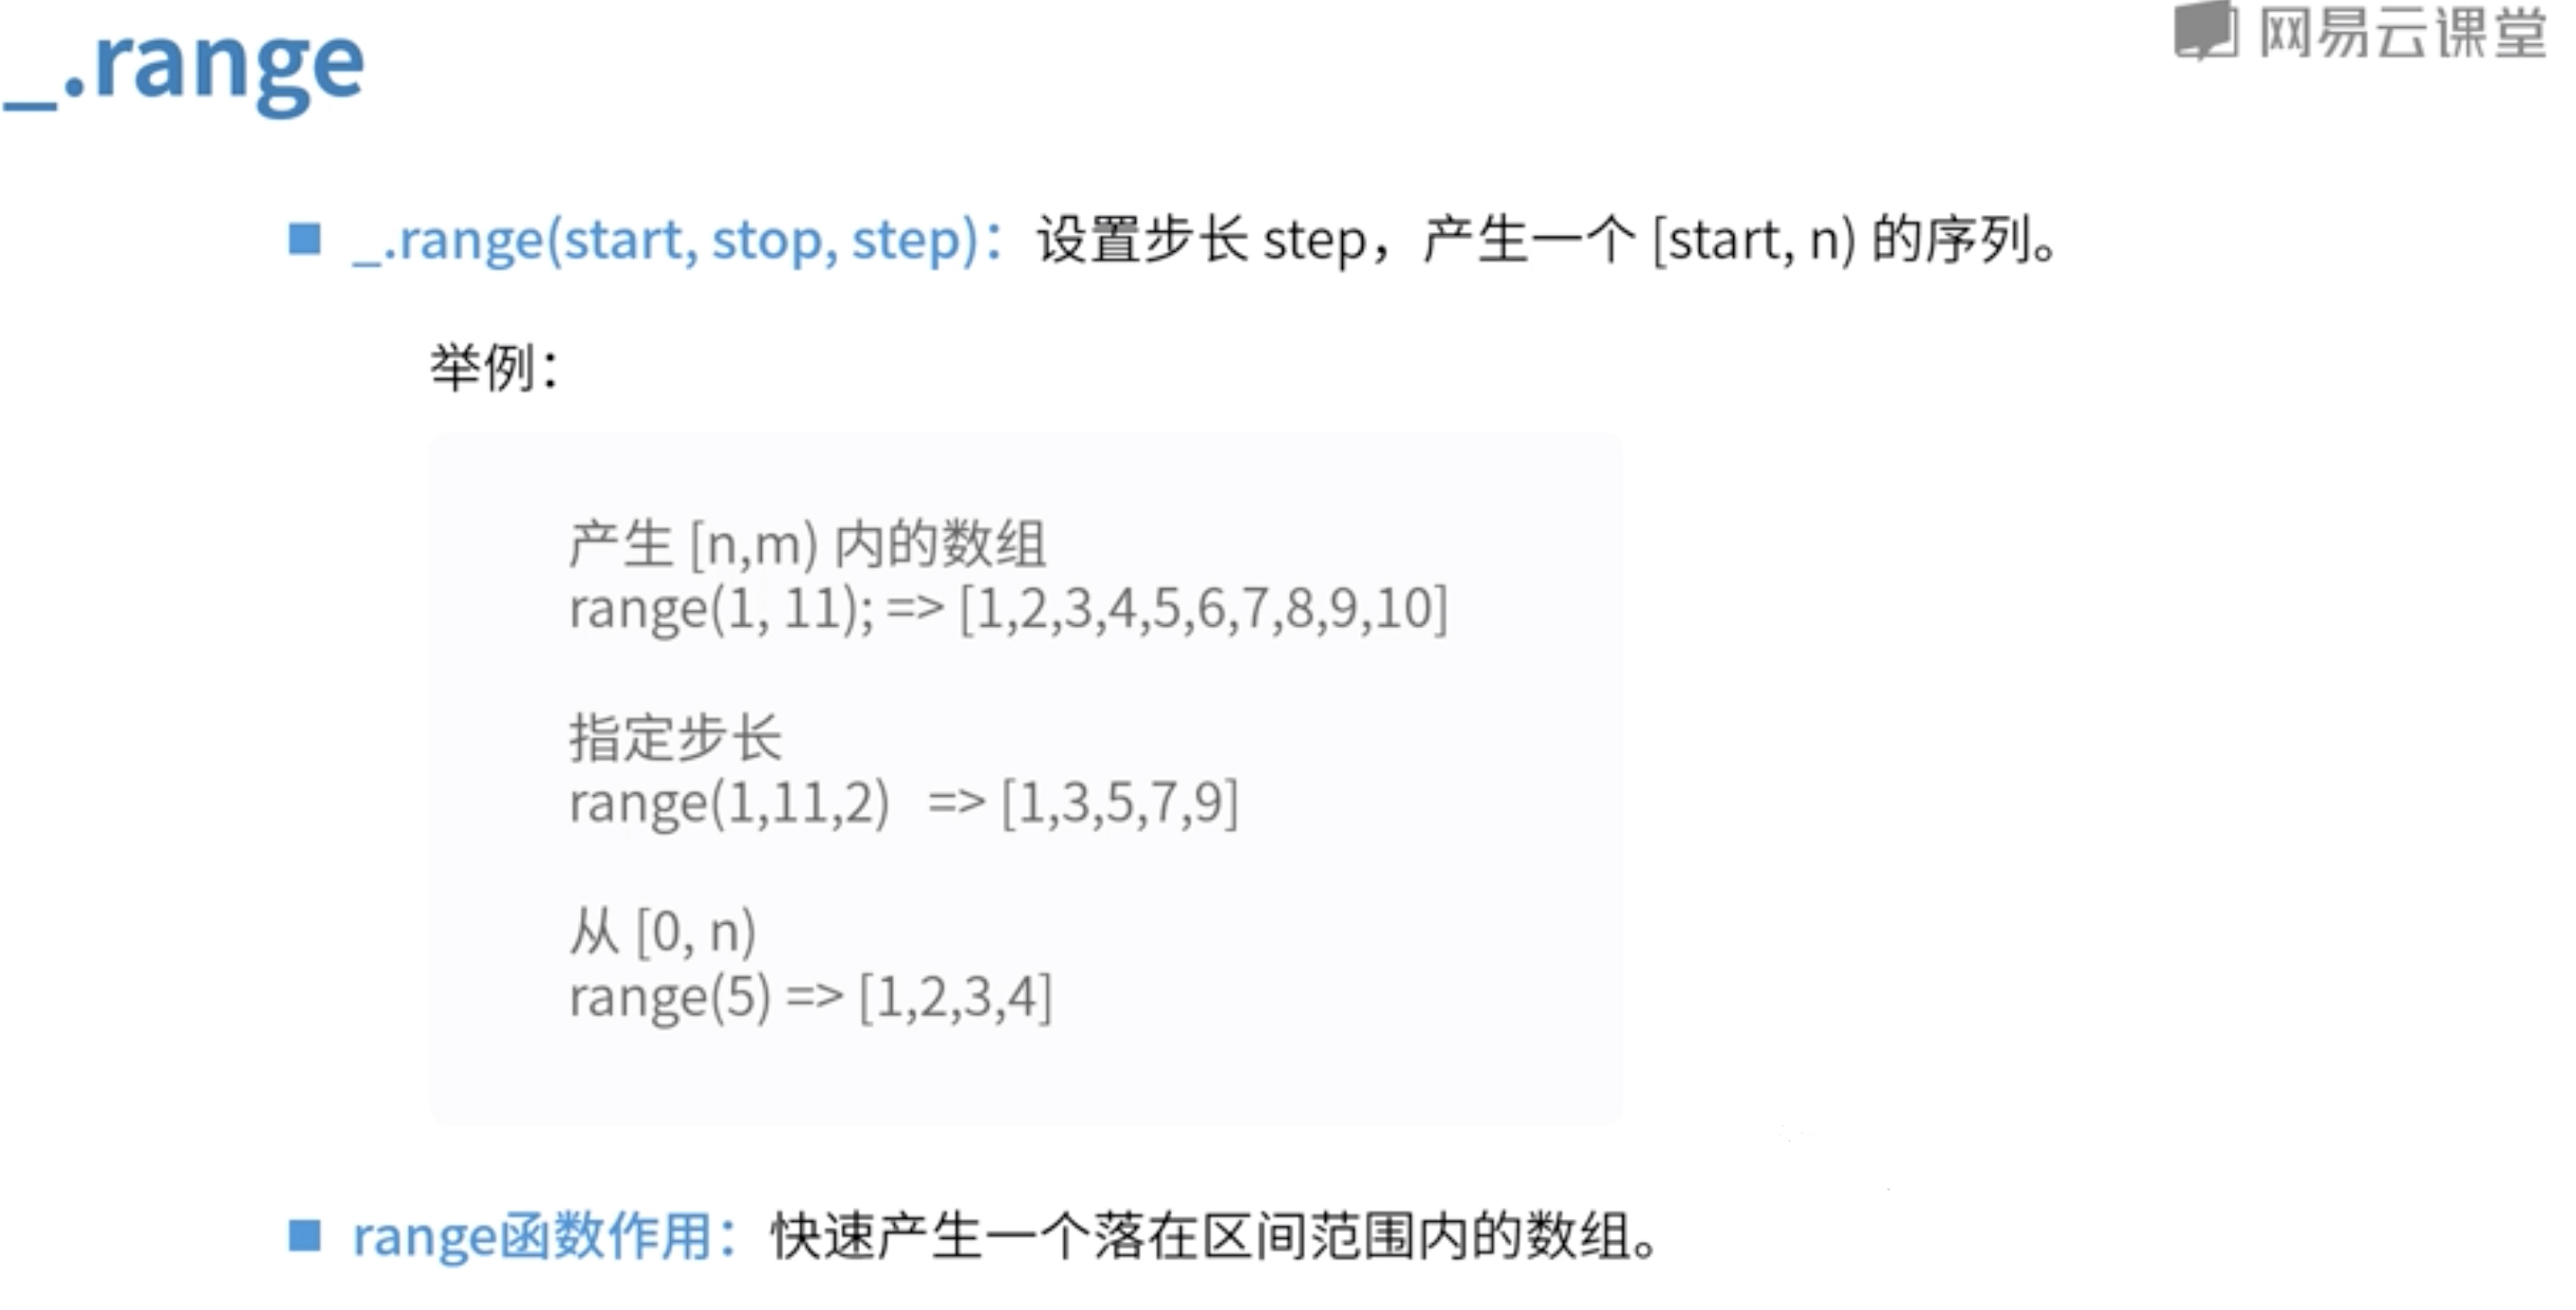 _.range
网易云课堂
_.range(start, stop, step)：设置步长 step，产生一个 [start, n) 的序列。
举例：
产生 [n,m) 内的数组
range(1, 11); => [1,2,3,4,5,6,7,8,9,10]
指定步长
range(1,11,2) => [1,3,5,7,9]
从 [0, n)
range(5) => [1,2,3,4]
range函数作用：快速产生一个落在区间范围内的数组。